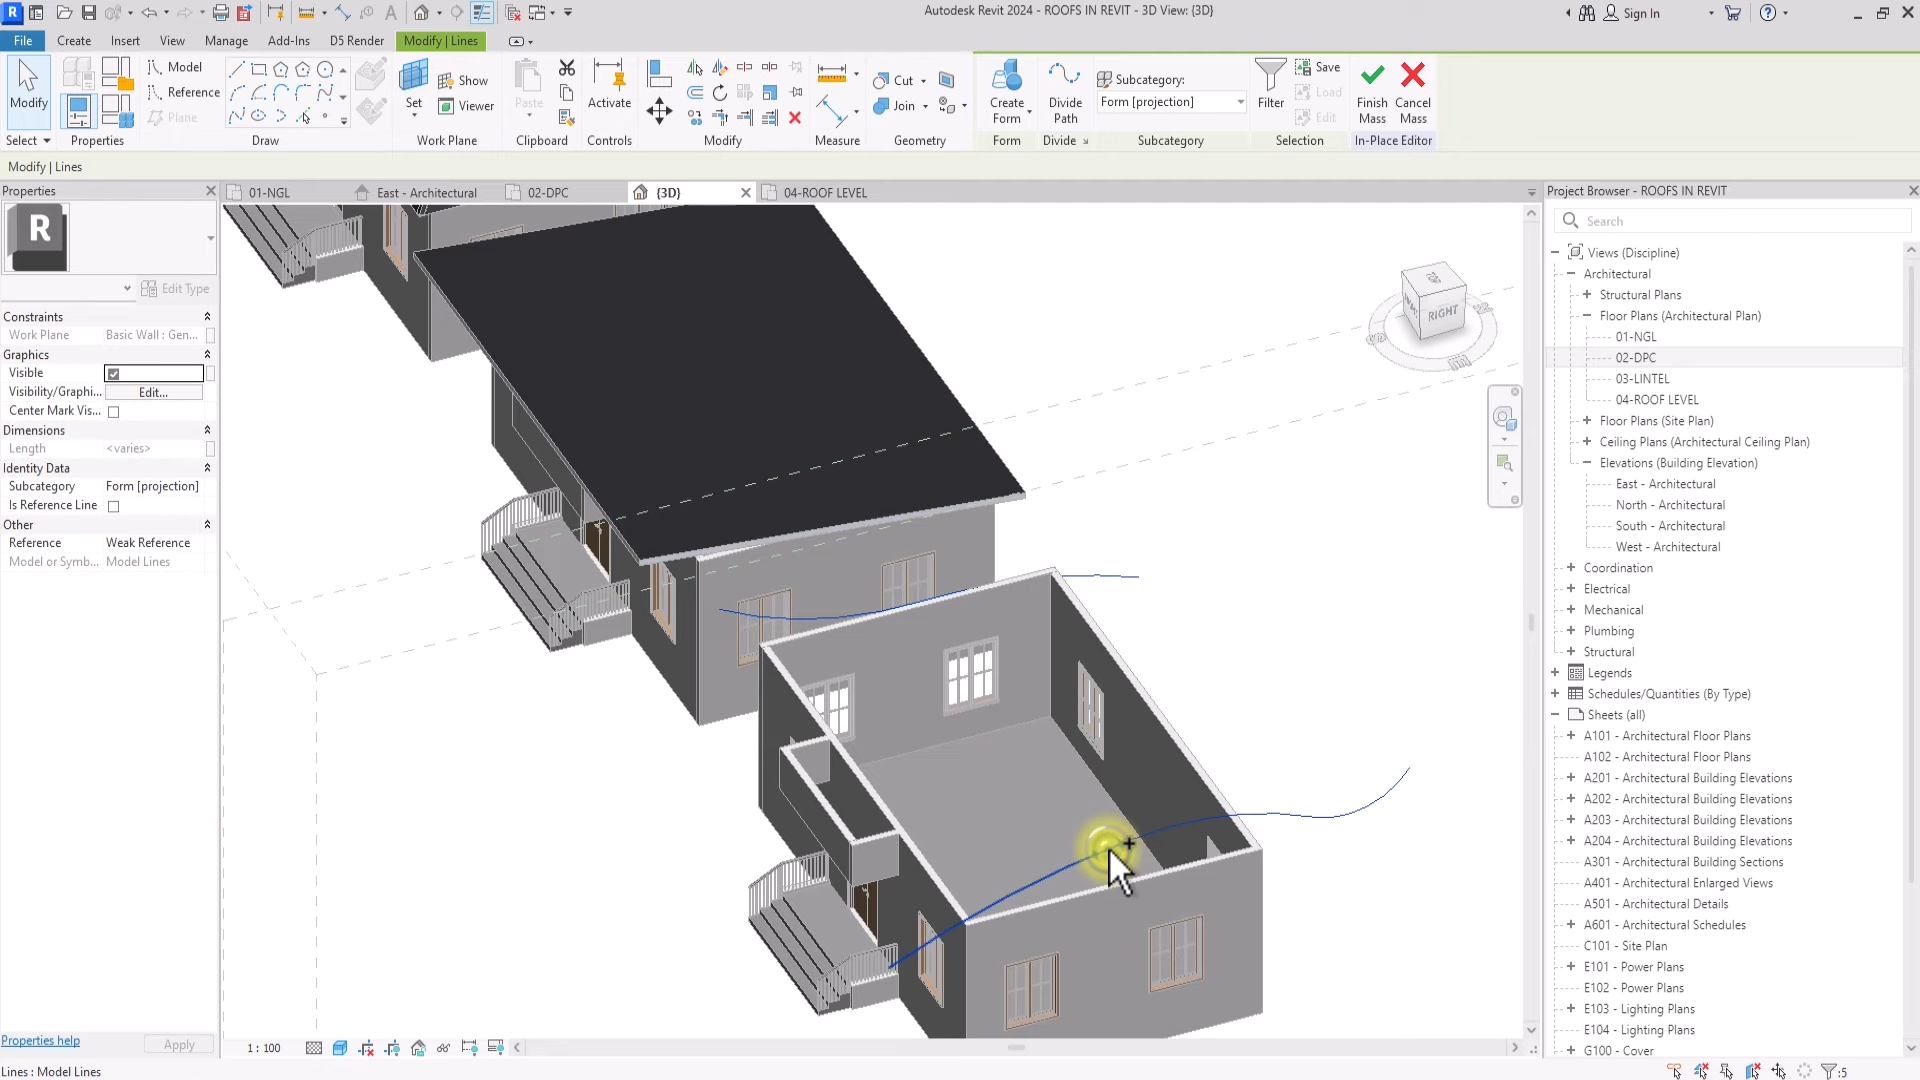 Autodesk Revit 2024 - ROOFS IN REVIT - 3D View: {3D}
Sign In
File Create Insert View Manage Add-Ins D5 Render Modify | Lines
Modify
Model
Reference
Plane
Set
Show
Viewer
Paste
Activate
Cut
Join
Create Form
Divide Path
Subcategory:
Form [projection]
Filter
Save
Load
Edit
Finish Mass
Cancel Mass
Select Properties Draw Work Plane Clipboard Controls Modify Measure Geometry Form Divide Subcategory Selection In-Place Editor
Modify | Lines
Properties
R
Edit Type
Constraints
Work Plane Basic Wall : Gen...
Graphics
Visible
Visibility/Graphi... Edit...
Center Mark Vis...
Dimensions
Length <varies>
Identity Data
Subcategory Form [projection]
Is Reference Line
Other
Reference Weak Reference
Model or Symb... Model Lines
Properties help
Apply
01-NGL East - Architectural 02-DPC {3D} 04-ROOF LEVEL
TOP
RIGHT
1 : 100
Project Browser - ROOFS IN REVIT
Search
Views (Discipline)
Architectural
Structural Plans
Floor Plans (Architectural Plan)
01-NGL
02-DPC
03-LINTEL
04-ROOF LEVEL
Floor Plans (Site Plan)
Ceiling Plans (Architectural Ceiling Plan)
Elevations (Building Elevation)
East - Architectural
North - Architectural
South - Architectural
West - Architectural
Coordination
Electrical
Mechanical
Plumbing
Structural
Legends
Schedules/Quantities (By Type)
Sheets (all)
A101 - Architectural Floor Plans
A102 - Architectural Floor Plans
A201 - Architectural Building Elevations
A202 - Architectural Building Elevations
A203 - Architectural Building Elevations
A204 - Architectural Building Elevations
A301 - Architectural Building Sections
A401 - Architectural Enlarged Views
A501 - Architectural Details
A601 - Architectural Schedules
C101 - Site Plan
E101 - Power Plans
E102 - Power Plans
E103 - Lighting Plans
E104 - Lighting Plans
G100 - Cover
Lines : Model Lines
:5